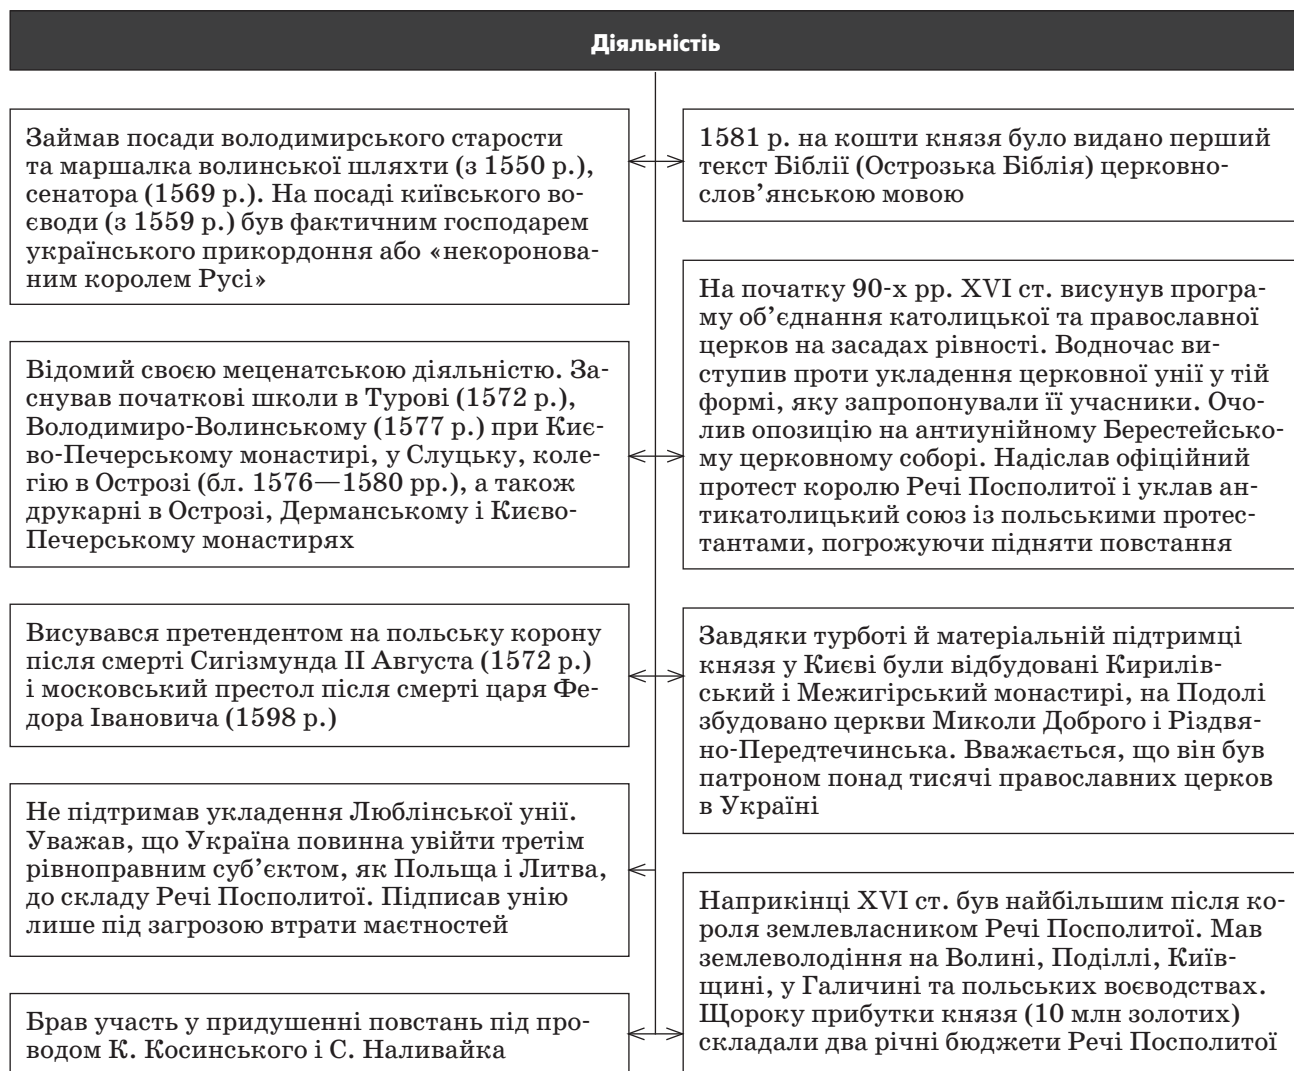 Діяльністіь
Займав посади володимирського старости
та маршалка волинської шляхти (з 1550 р.),
сенатора (1569 р.). На посаді київського во-
єводи (з 1559 р.) був фактичним господарем
українського прикордоння або «некоронова-
ним королем Русі»
Відомий своєю меценатською діяльністю. За-
снував початкові школи в Турові (1572 р.),
Володимиро-Волинському (1577 р.) при Киє-
во-Печерському монастирі, у Слуцьку, коле-
гію в Острозі (бл. 1576—1580 рр.), а також
друкарні в Острозі, Дерманському і Києво-
Печерському монастирях
Висувався претендентом на польську корону
після смерті Сигізмунда II Августа (1572 р.)
і московський престол після смерті царя Фе-
дора Івановича (1598 р.)
Не підтримав укладення Люблінської унії.
Уважав, що Україна повинна увійти третім
рівноправним суб’єктом, як Польща і Литва,
до складу Речі Посполитої. Підписав унію
лише під загрозою втрати маєтностей
Брав участь у придушенні повстань під про-
водом К. Косинського і С. Наливайка
1581 р. на кошти князя було видано перший
текст Біблії (Острозька Біблія) церковно-
слов’янською мовою
На початку 90-х рр. XVI ст. висунув програ-
му об’єднання католицької та православної
церков на засадах рівності. Водночас ви-
ступив проти укладення церковної унії у тій
формі, яку запропонували її учасники. Очо-
лив опозицію на антиунійному Берестейсько-
му церковному соборі. Надіслав офіційний
протест королю Речі Посполитої і уклав ан-
тикатолицький союз із польськими протес-
тантами, погрожуючи підняти повстання
Завдяки турботі й матеріальній підтримці
князя у Києві були відбудовані Кирилів-
ський і Межигірський монастирі, на Подолі
збудовано церкви Миколи Доброго і Різдвя-
но-Передтечинська. Вважається, що він був
патроном понад тисячі православних церков
в Україні
Наприкінці XVI ст. був найбільшим після ко-
роля землевласником Речі Посполитої. Мав
землеволодіння на Волині, Поділлі, Київ-
щині, у Галичині та польських воєводствах.
Щороку прибутки князя (10 млн золотих)
складали два річні бюджети Речі Посполитої